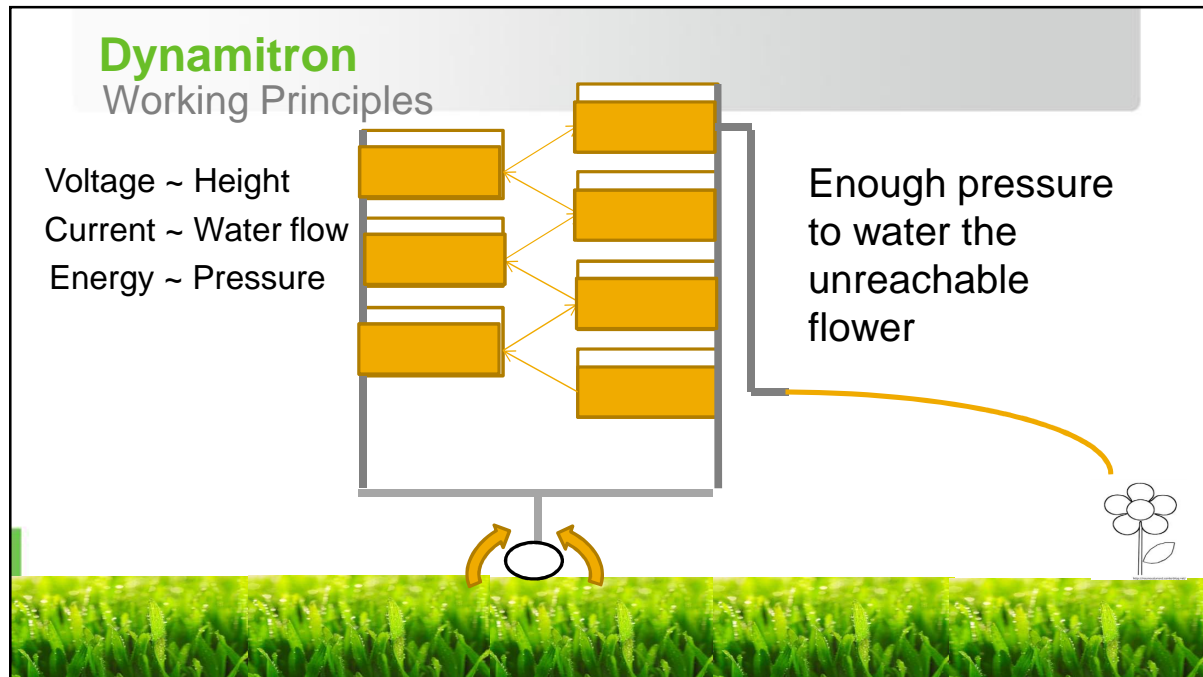 Dynamitron
Working Principles
Voltage ~ Height
Current ~ Water flow
Energy ~ Pressure
Enough pressure
to water the
unreachable
flower